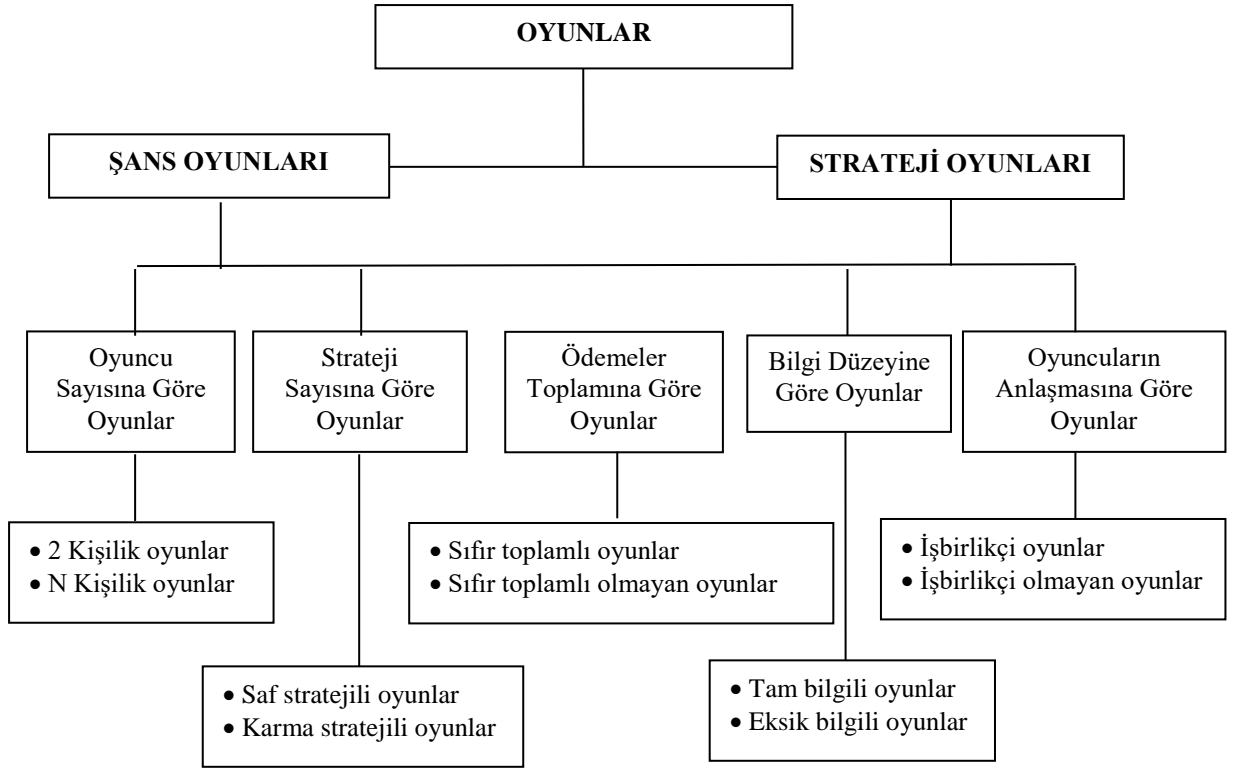 OYUNLAR
ŞANS OYUNLARI
STRATEJİ OYUNLARI
Oyuncu
Sayısına Göre
Oyunlar
Strateji
Sayısına Göre
Oyunlar
Ödemeler
Toplamına Göre
Oyunlar
Bilgi Düzeyine
Göre Oyunlar
Oyuncuların
Anlaşmasına Göre
Oyunlar
• 2 Kişilik oyunlar
• N Kişilik oyunlar
• Sıfır toplamlı oyunlar
• Sıfır toplamlı olmayan oyunlar
• İşbirlikçi oyunlar
• İşbirlikçi olmayan oyunlar
• Saf stratejili oyunlar
• Karma stratejili oyunlar
• Tam bilgili oyunlar
• Eksik bilgili oyunlar